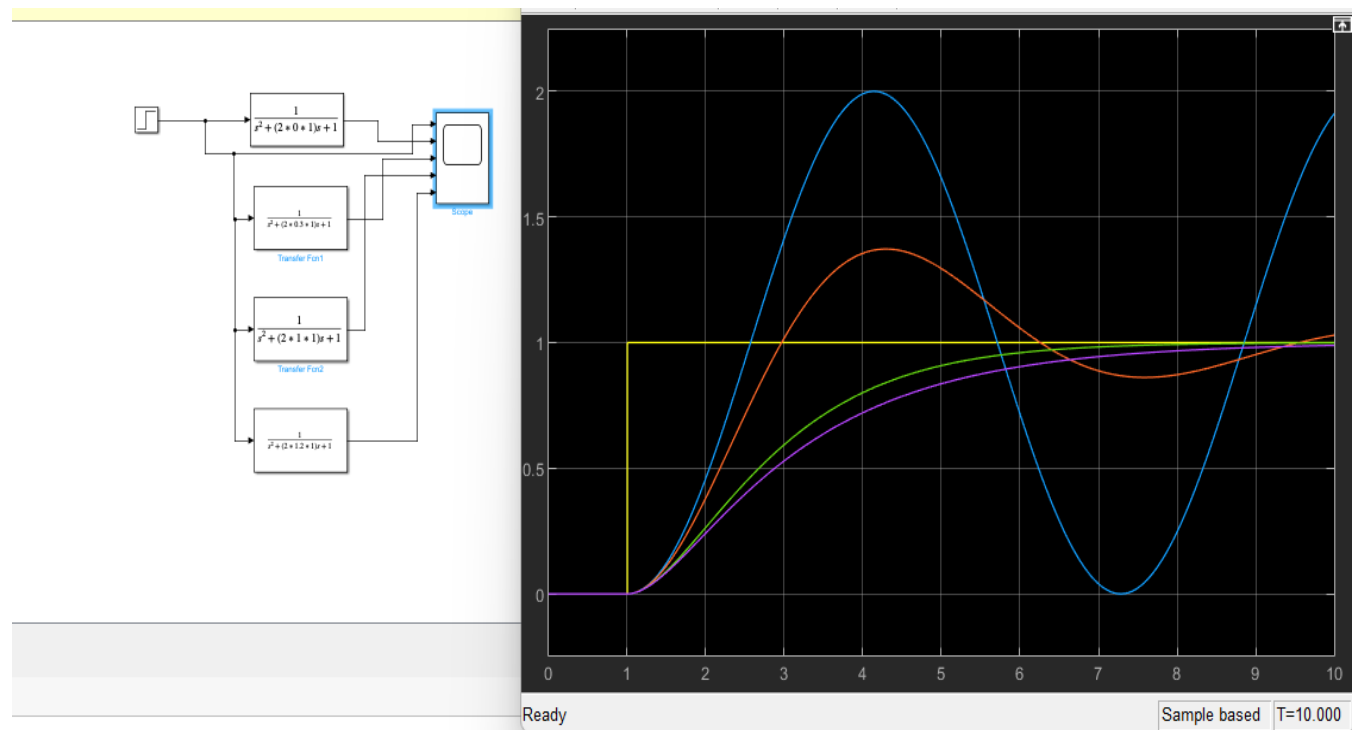 1
s² + (2 * 0 * 1)s + 1
Scope
1
s² + (2 * 0.3 * 1)s + 1
Transfer Fcn1
1
s² + (2 * 1 * 1)s + 1
Transfer Fcn2
1
s² + (2 * 1.2 * 1)s + 1
2
1.5
1
0.5
0
0 1 2 3 4 5 6 7 8 9 10
Ready
Sample based T=10.000